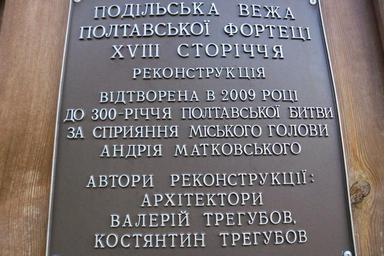 ПОДІЛЬСЬКА ВЕЖА
ПОЛТАВСЬКОЇ ФОРТЕЦІ
XVIII СТОРІЧЧЯ
РЕКОНСТРУКЦІЯ
ВІДТВОРЕНА В 2009 РОЦІ
ДО 300-РІЧЧЯ ПОЛТАВСЬКОЇ БИТВИ
ЗА СПРИЯННЯ МІСЬКОГО ГОЛОВИ
АНДРІЯ МАТКОВСЬКОГО
АВТОРИ РЕКОНСТРУКЦІЇ:
АРХІТЕКТОРИ
ВАЛЕРІЙ ТРЕГУБОВ,
КОСТЯНТИН ТРЕГУБОВ